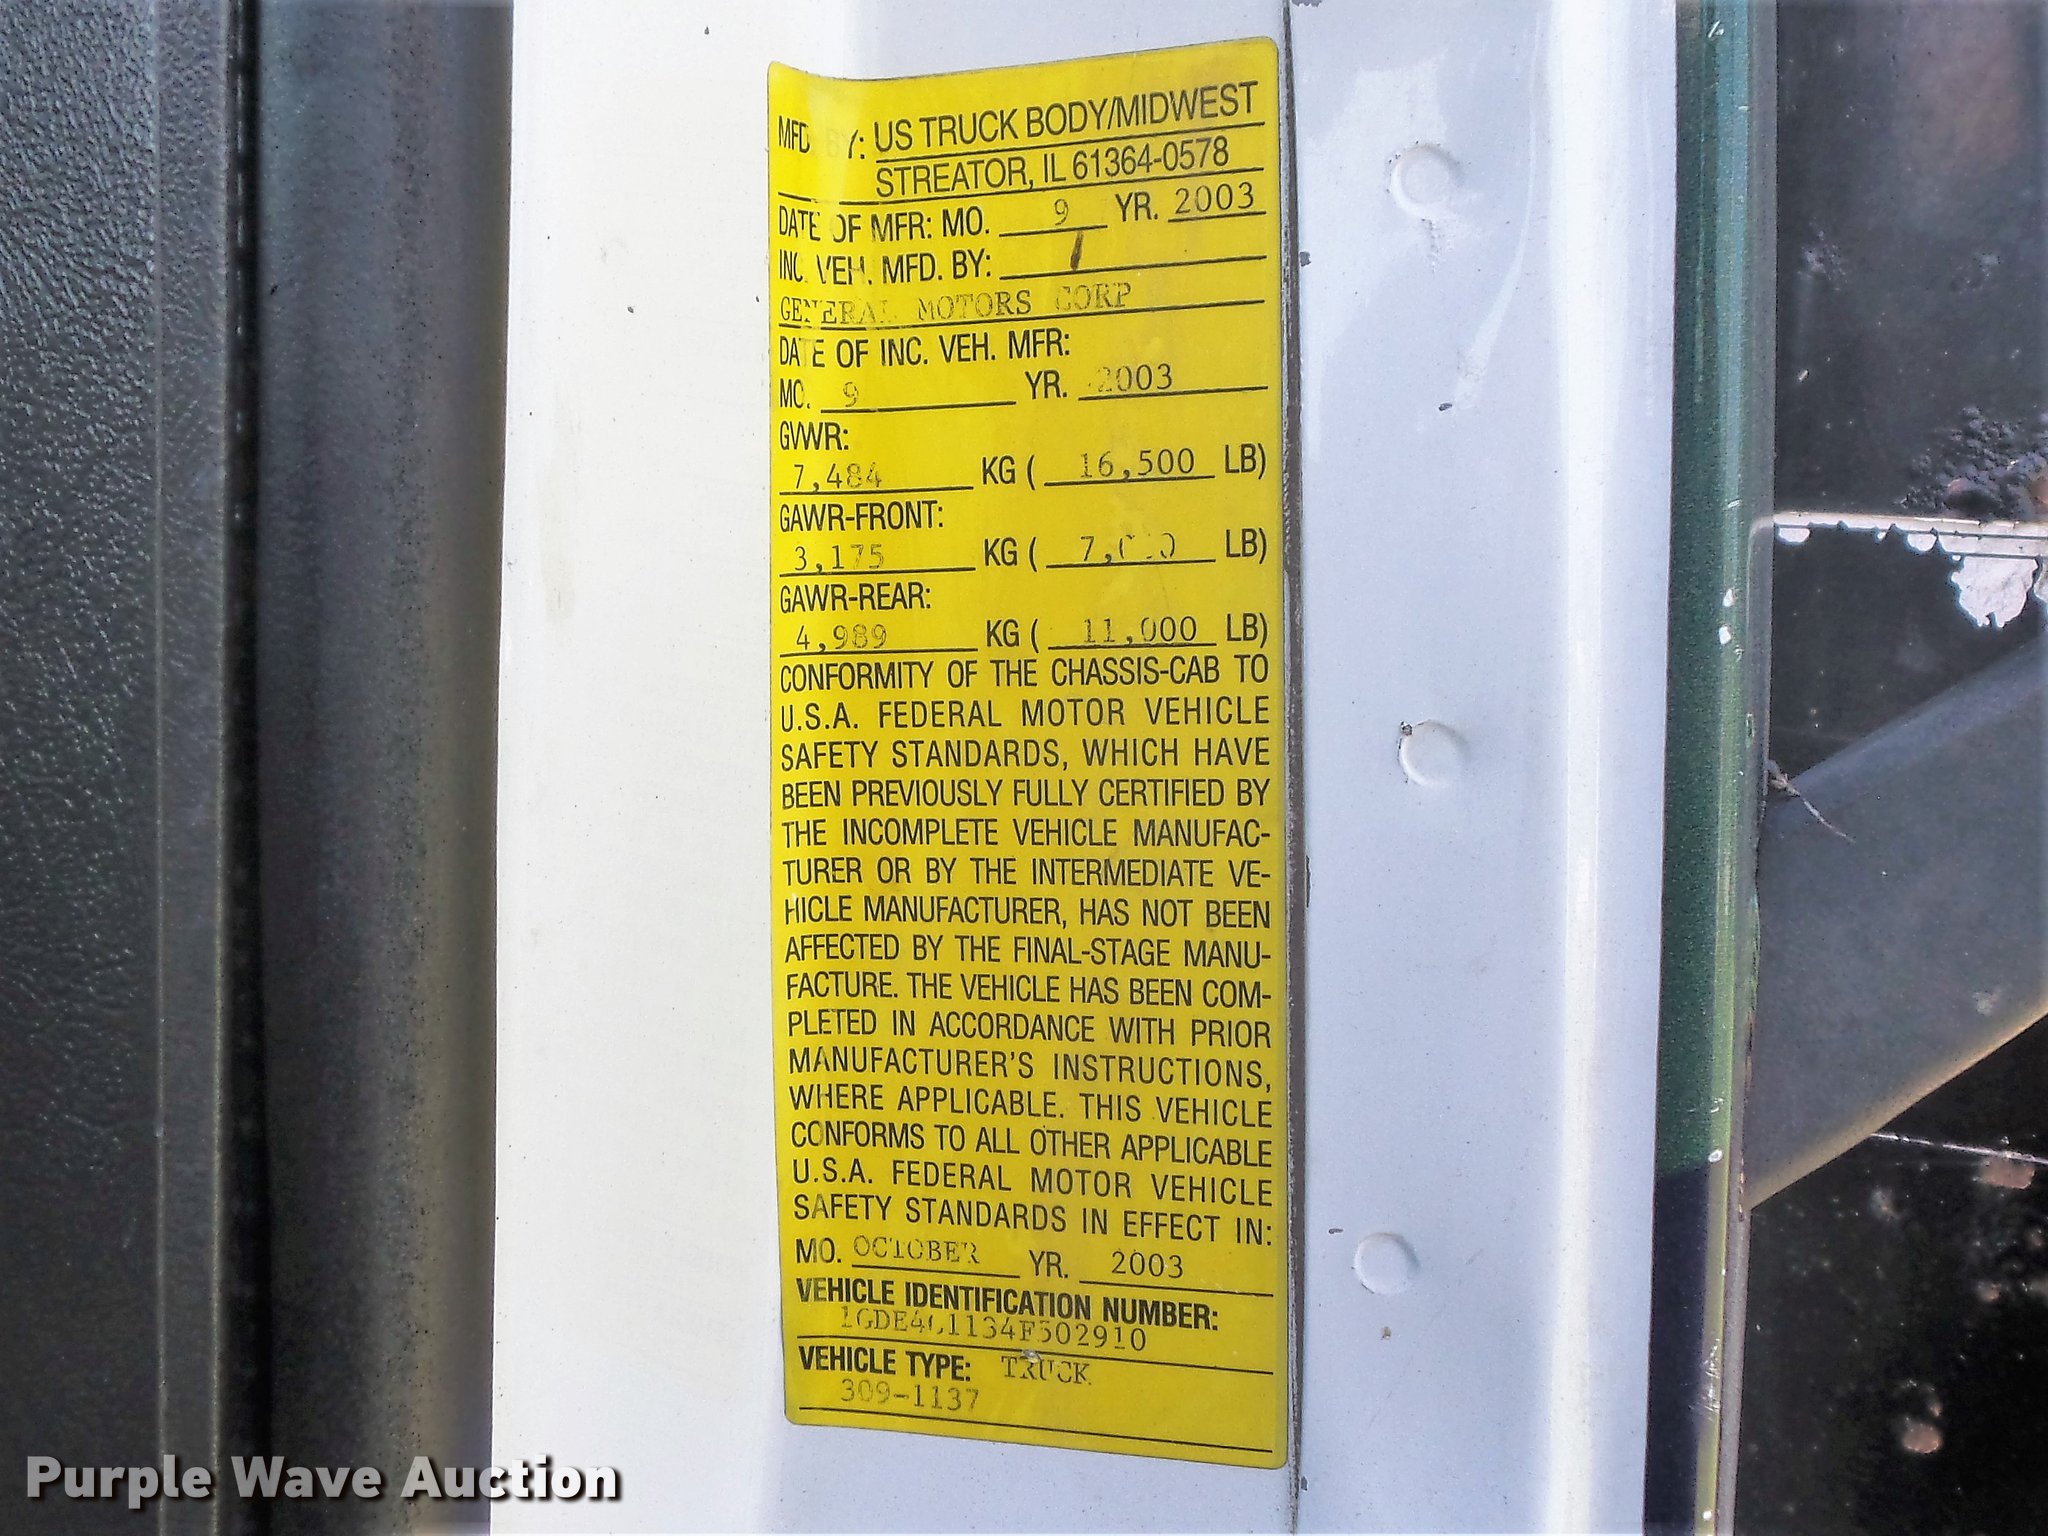 MFD. BY: US TRUCK BODY/MIDWEST
STREATOR, IL 61364-0578
DATE OF MFR: MO. 9 YR. 2003
INC. VEH. MFD. BY:
GENERAL MOTORS CORP
DATE OF INC. VEH. MFR:
MO. 9 YR. 2003
GVWR:
7,484 KG ( 16,500 LB)
GAWR-FRONT:
3,175 KG ( 7,000 LB)
GAWR-REAR:
4,989 KG ( 11,000 LB)
CONFORMITY OF THE CHASSIS-CAB TO
U.S.A. FEDERAL MOTOR VEHICLE
SAFETY STANDARDS, WHICH HAVE
BEEN PREVIOUSLY FULLY CERTIFIED BY
THE INCOMPLETE VEHICLE MANUFAC-
TURER OR BY THE INTERMEDIATE VE-
HICLE MANUFACTURER, HAS NOT BEEN
AFFECTED BY THE FINAL-STAGE MANU-
FACTURE. THE VEHICLE HAS BEEN COM-
PLETED IN ACCORDANCE WITH PRIOR
MANUFACTURER'S INSTRUCTIONS,
WHERE APPLICABLE. THIS VEHICLE
CONFORMS TO ALL OTHER APPLICABLE
U.S.A. FEDERAL MOTOR VEHICLE
SAFETY STANDARDS IN EFFECT IN:
MO. OCTOBER YR. 2003
VEHICLE IDENTIFICATION NUMBER:
VEHICLE TYPE: TRUCK
309-1137
Purple Wave Auction